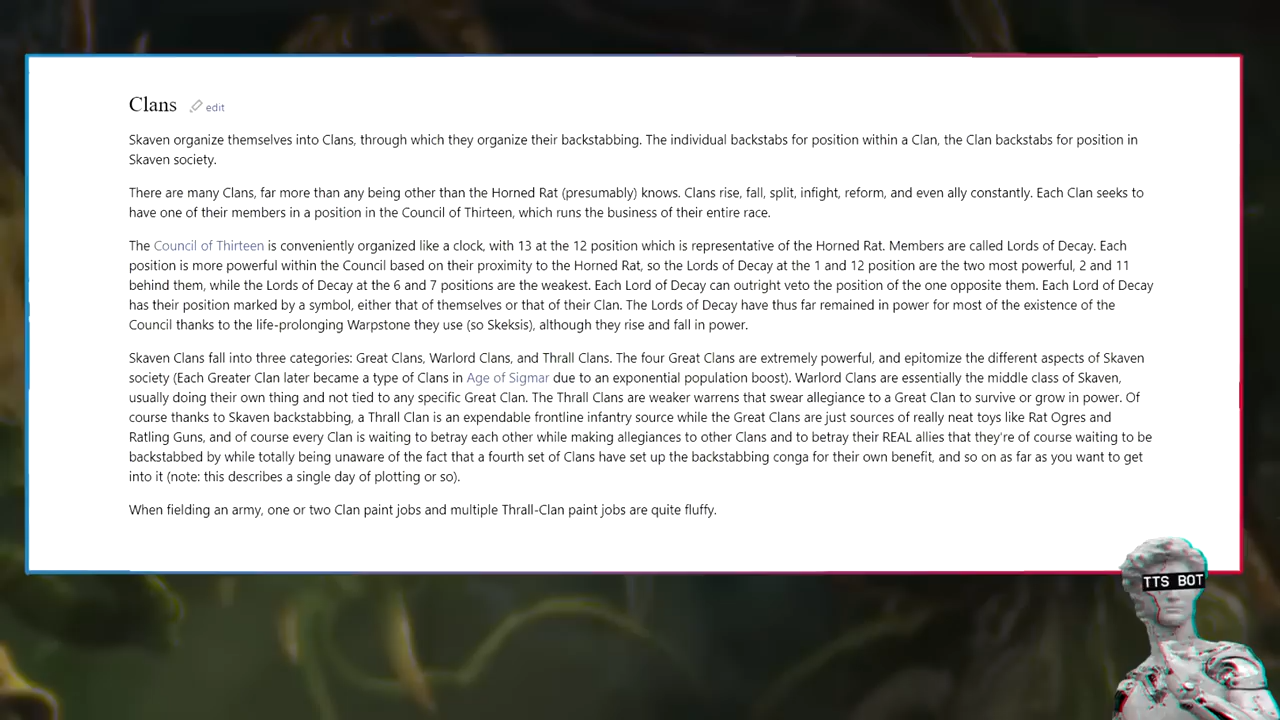 Clans edit
Skaven organize themselves into Clans, through which they organize their backstabbing. The individual backstabs for position within a Clan, the Clan backstabs for position in
Skaven society.
There are many Clans, far more than any being other than the Horned Rat (presumably) knows. Clans rise, fall, split, infight, reform, and even ally constantly. Each Clan seeks to
have one of their members in a position in the Council of Thirteen, which runs the business of their entire race.
The Council of Thirteen is conveniently organized like a clock, with 13 at the 12 position which is representative of the Horned Rat. Members are called Lords of Decay. Each
position is more powerful within the Council based on their proximity to the Horned Rat, so the Lords of Decay at the 1 and 12 position are the two most powerful, 2 and 11
behind them, while the Lords of Decay at the 6 and 7 positions are the weakest. Each Lord of Decay can outright veto the position of the one opposite them. Each Lord of Decay
has their position marked by a symbol, either that of themselves or that of their Clan. The Lords of Decay have thus far remained in power for most of the existence of the
Council thanks to the life-prolonging Warpstone they use (so Skeksis), although they rise and fall in power.
Skaven Clans fall into three categories: Great Clans, Warlord Clans, and Thrall Clans. The four Great Clans are extremely powerful, and epitomize the different aspects of Skaven
society (Each Greater Clan later became a type of Clans in Age of Sigmar due to an exponential population boost). Warlord Clans are essentially the middle class of Skaven,
usually doing their own thing and not tied to any specific Great Clan. The Thrall Clans are weaker warrens that swear allegiance to a Great Clan to survive or grow in power. Of
course thanks to Skaven backstabbing, a Thrall Clan is an expendable frontline infantry source while the Great Clans are just sources of really neat toys like Rat Ogres and
Ratling Guns, and of course every Clan is waiting to betray each other while making allegiances to other Clans and to betray their REAL allies that they're of course waiting to be
backstabbed by while totally being unaware of the fact that a fourth set of Clans have set up the backstabbing conga for their own benefit, and so on as far as you want to get
into it (note: this describes a single day of plotting or so).
When fielding an army, one or two Clan paint jobs and multiple Thrall-Clan paint jobs are quite fluffy.
TTS BOT